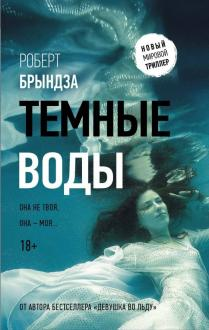 РОБЕРТ
БРЫНДЗА
НОВЫЙ
МИРОВОЙ
ТРИЛЛЕР
ТЕМНЫЕ
ВОДЫ
ОНА НЕ ТВОЯ,
ОНА – МОЯ...
18+
ОТ АВТОРА БЕСТСЕЛЛЕРА «ДЕВУШКА ВО ЛЬДУ»